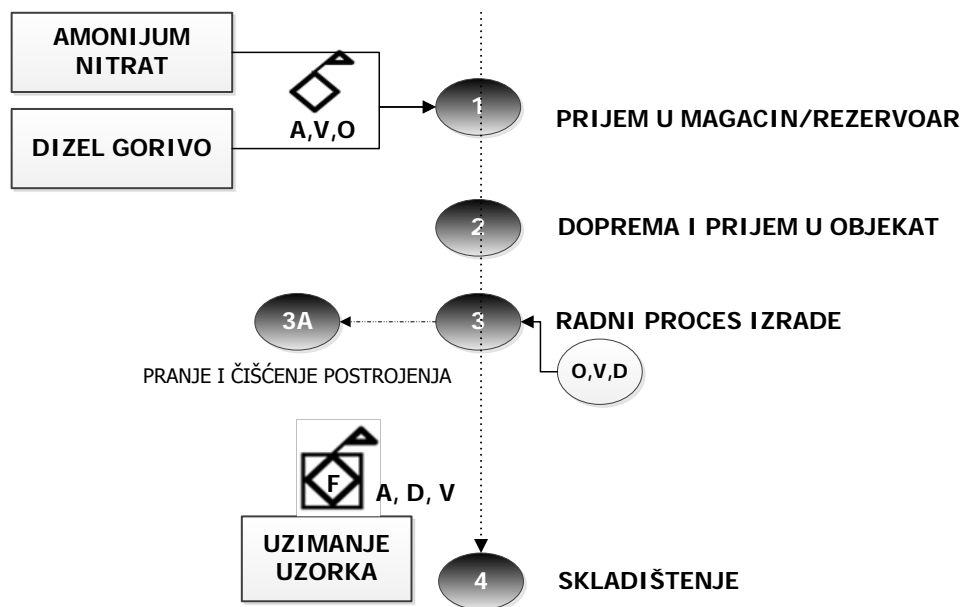 AMONIJUM
NITRAT
A,V,O
DIZEL GORIVO
1
PRIJEM U MAGACIN/REZERVOAR
2
DOPREMA I PRIJEM U OBJEKAT
3A
3
RADNI PROCES IZRADE
O,V,D
PRANJE I ČIŠĆENJE POSTROJENJA
F
A, D, V
UZIMANJE
UZORKA
4
SKLADIŠTENJE